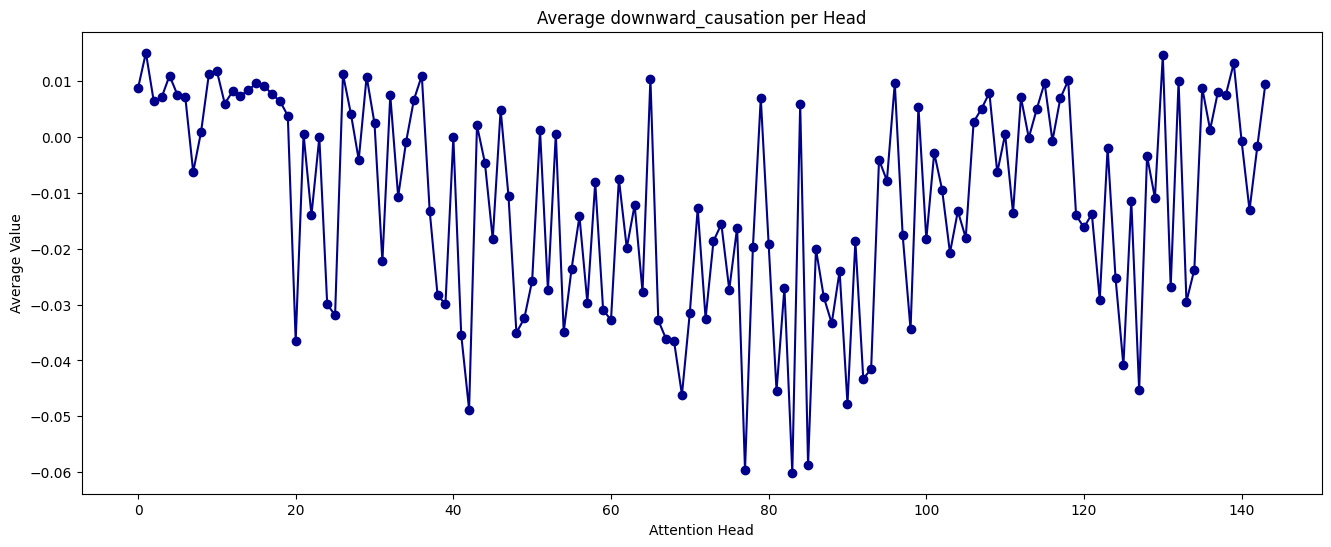 Average downward_causation per Head
Average Value
0.01
0.00
−0.01
−0.02
−0.03
−0.04
−0.05
−0.06
0 20 40 60 80 100 120 140
Attention Head